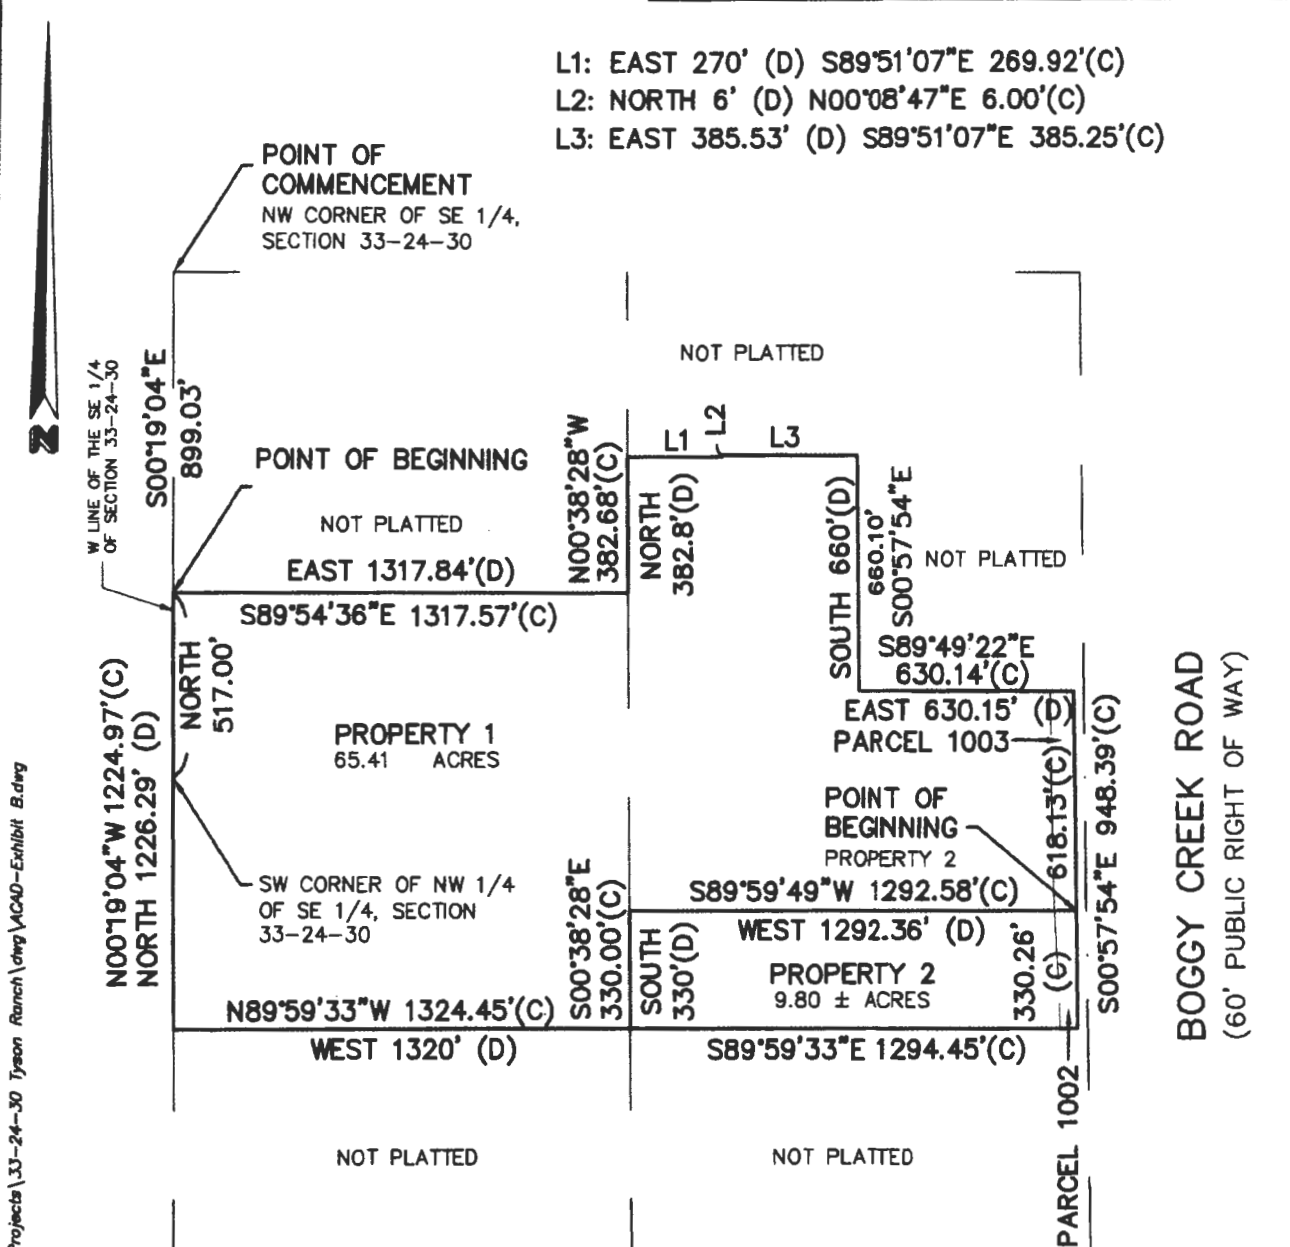 L1: EAST 270' (D) S89°51'07"E 269.92'(C)
L2: NORTH 6' (D) N00°08'47"E 6.00'(C)
L3: EAST 385.53' (D) S89°51'07"E 385.25'(C)
POINT OF
COMMENCEMENT
NW CORNER OF SE 1/4,
SECTION 33-24-30
N
W LINE OF THE SE 1/4
OF SECTION 33-24-30
S00°19'04"E
899.03'
NOT PLATTED
POINT OF BEGINNING
NOT PLATTED
EAST 1317.84'(D)
S89°54'36"E 1317.57'(C)
N00°38'28"W
382.68'(C)
NORTH
382.8'(D)
L1
L2
L3
SOUTH 660'(D)
660.10'
S00°57'54"E
NOT PLATTED
S89°49'22"E
630.14'(C)
EAST 630.15' (D)
PARCEL 1003
N00°19'04"W 1224.97'(C)
NORTH 1226.29' (D)
NORTH
517.00'
PROPERTY 1
65.41 ACRES
POINT OF
BEGINNING
PROPERTY 2
618.13'(C)
S00°57'54"E 948.39'(C)
BOGGY CREEK ROAD
(60' PUBLIC RIGHT OF WAY)
SW CORNER OF NW 1/4
OF SE 1/4, SECTION
33-24-30
S89°59'49"W 1292.58'(C)
WEST 1292.36' (D)
S00°38'28"E
330.00'(C)
SOUTH
330'(D)
PROPERTY 2
9.80 ± ACRES
330.26'
(C)
N89°59'33"W 1324.45'(C)
WEST 1320' (D)
S89°59'33"E 1294.45'(C)
PARCEL 1002
NOT PLATTED
NOT PLATTED
Projects\33-24-30 Tyson Ranch\dwg\ACAD-Exhibit B.dwg